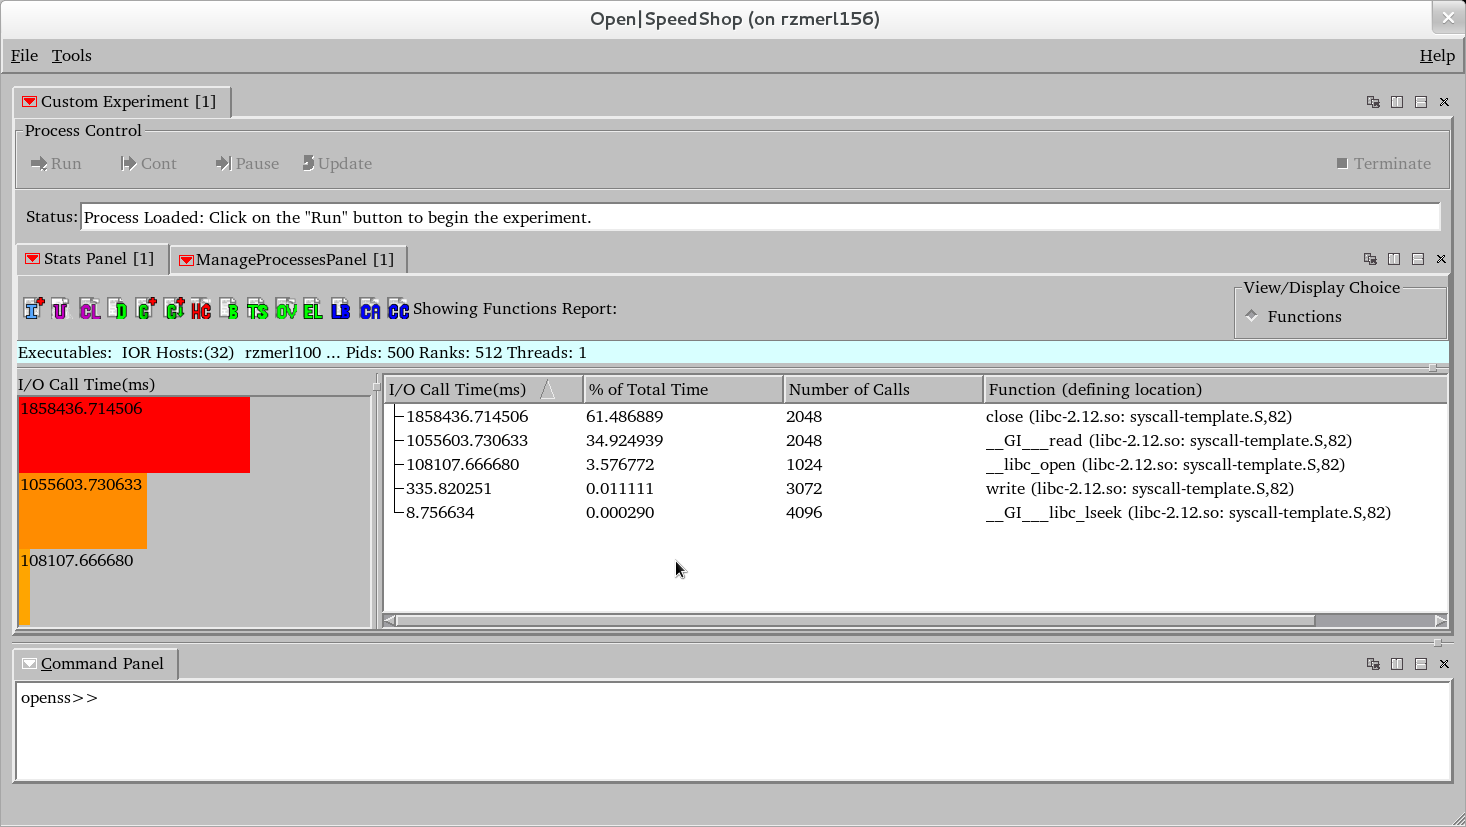 Open|SpeedShop (on rzmerl156)
File Tools Help
Custom Experiment [1]
Process Control
Run Cont Pause Update Terminate
Status: Process Loaded: Click on the "Run" button to begin the experiment.
Stats Panel [1] ManageProcessesPanel [1]
View/Display Choice
I U CL D C C HC B TS OV EL LB CA CC Showing Functions Report:
Functions
Executables: IOR Hosts:(32) rzmerl100 ... Pids: 500 Ranks: 512 Threads: 1
I/O Call Time(ms)
1858436.714506
1055603.730633
108107.666680
I/O Call Time(ms) % of Total Time Number of Calls Function (defining location)
1858436.714506 61.486889 2048 close (libc-2.12.so: syscall-template.S,82)
1055603.730633 34.924939 2048 __GI___read (libc-2.12.so: syscall-template.S,82)
108107.666680 3.576772 1024 __libc_open (libc-2.12.so: syscall-template.S,82)
335.820251 0.011111 3072 write (libc-2.12.so: syscall-template.S,82)
8.756634 0.000290 4096 __GI___libc_lseek (libc-2.12.so: syscall-template.S,82)
Command Panel
openss>>